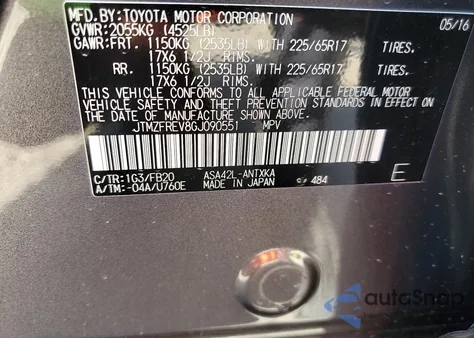 MFD.BY:TOYOTA MOTOR CORPORATION 05/16
GVWR:2055KG (4525LB)
GAWR:FRT. 1150KG (2535LB) WITH 225/65R17 TIRES.
17X6 1/2J RIMS.
RR. 1150KG (2535LB) WITH 225/65R17 TIRES.
17X6 1/2J RIMS.
THIS VEHICLE CONFORMS TO ALL APPLICABLE FEDERAL MOTOR
VEHICLE SAFETY AND THEFT PREVENTION STANDARDS IN EFFECT ON
THE DATE OF MANUFACTURE SHOWN ABOVE.
JTMZFREV8GJ090551 MPV
C/TR:1G3/FB20 ASA42L-ANTXKA
A/TM:-04A/U760E MADE IN JAPAN 484 E
autoSnap